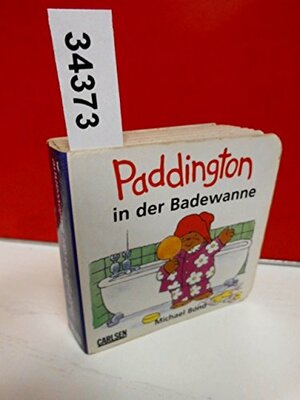 34373
Paddington
in der Badewanne
Michael Bond
CARLSEN